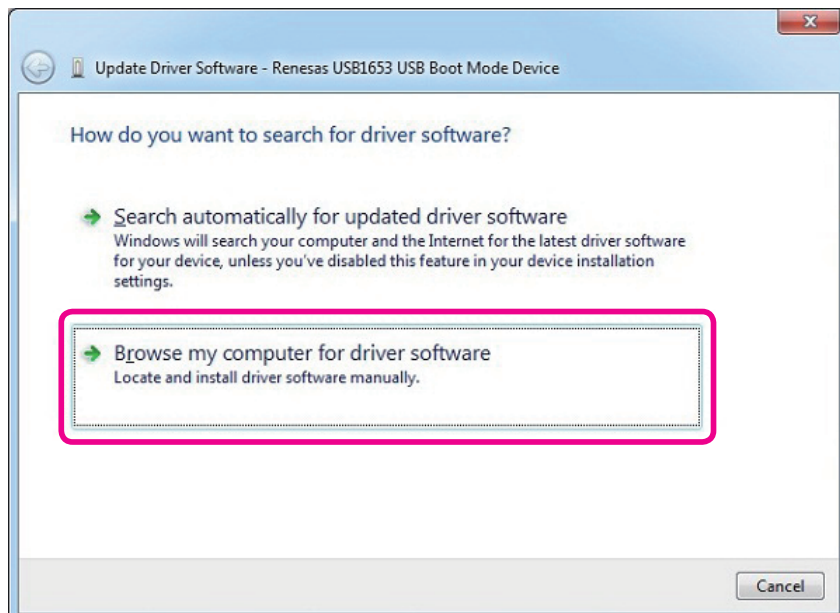 Update Driver Software - Renesas USB1653 USB Boot Mode Device
How do you want to search for driver software?
Search automatically for updated driver software
Windows will search your computer and the Internet for the latest driver software
for your device, unless you've disabled this feature in your device installation
settings.
Browse my computer for driver software
Locate and install driver software manually.
Cancel